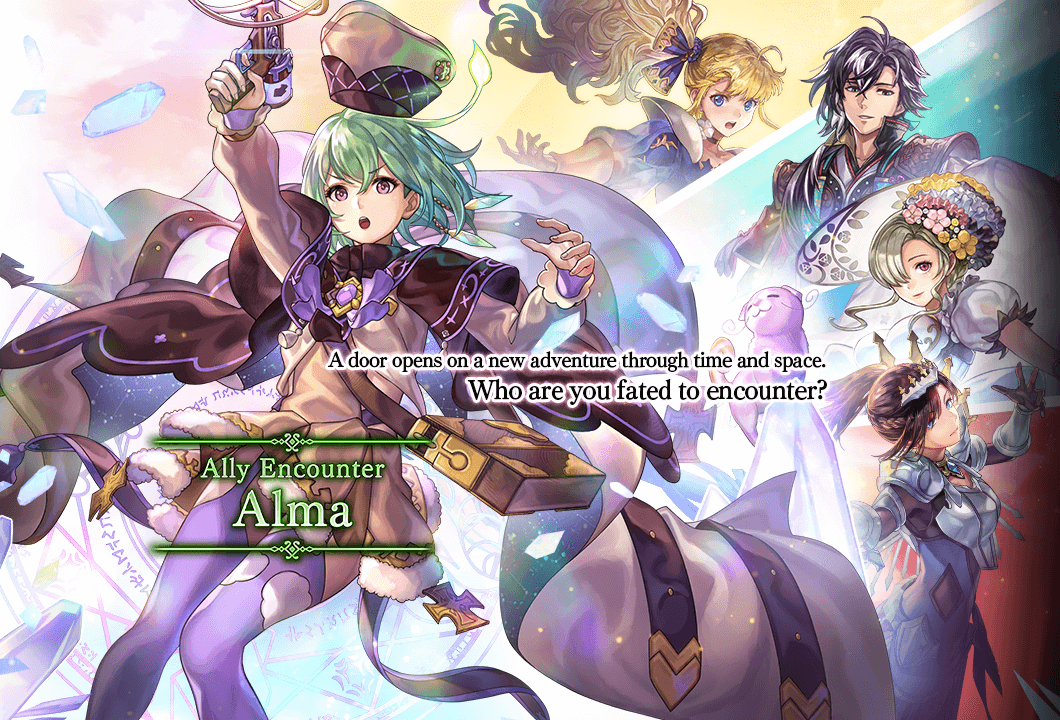 A door opens on a new adventure through time and space.
Who are you fated to encounter?
Ally Encounter
Alma